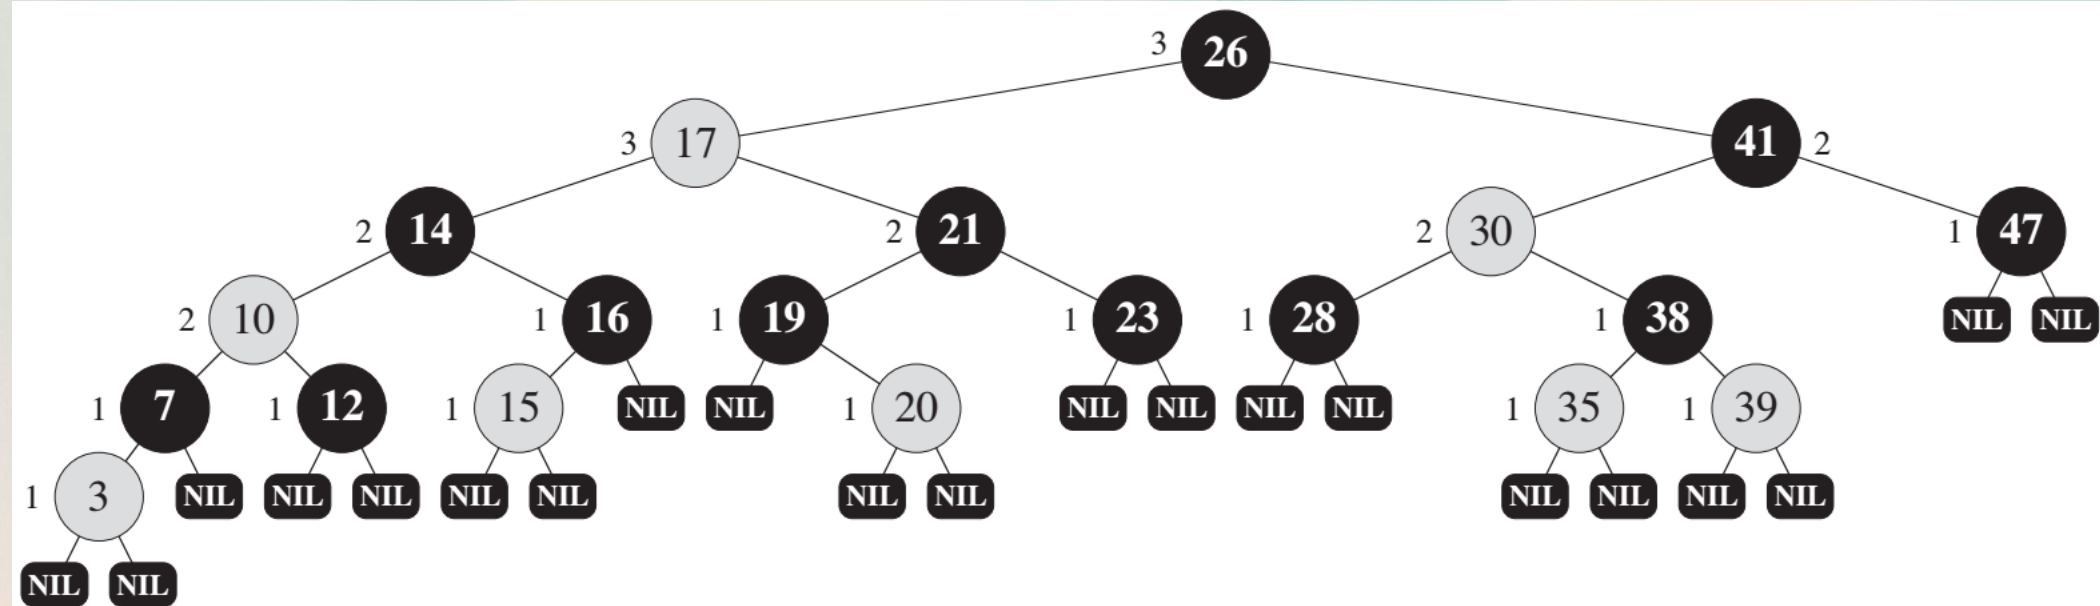 3 26
3 17 41 2
2 14 2 21 2 30 1 47
2 10 1 16 1 19 1 23 1 28 1 38 NIL NIL
1 7 1 12 1 15 NIL NIL 1 20 NIL NIL NIL NIL 1 35 1 39
1 3 NIL NIL NIL NIL NIL NIL NIL NIL NIL NIL NIL
NIL NIL